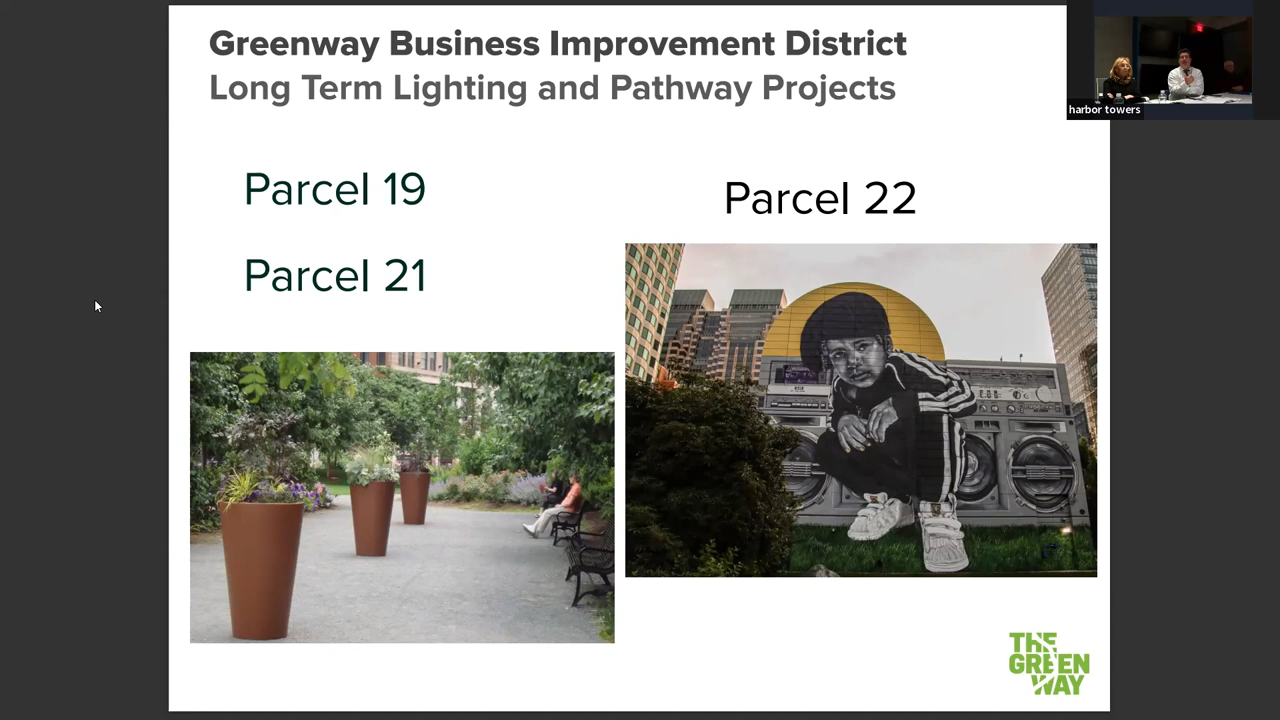 Greenway Business Improvement District
Long Term Lighting and Pathway Projects
harbor towers
Parcel 19
Parcel 21
Parcel 22
THE
GREEN
WAY